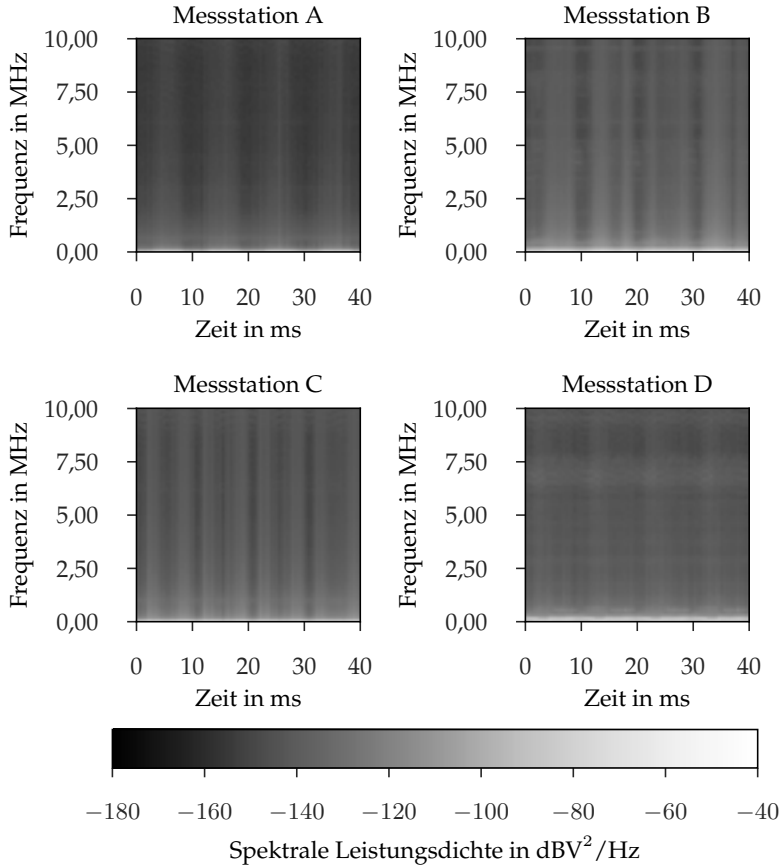 Messstation A
Frequenz in MHz
10,00
7,50
5,00
2,50
0,00
0 10 20 30 40
Zeit in ms
Messstation B
Frequenz in MHz
10,00
7,50
5,00
2,50
0,00
0 10 20 30 40
Zeit in ms
Messstation C
Frequenz in MHz
10,00
7,50
5,00
2,50
0,00
0 10 20 30 40
Zeit in ms
Messstation D
Frequenz in MHz
10,00
7,50
5,00
2,50
0,00
0 10 20 30 40
Zeit in ms
−180 −160 −140 −120 −100 −80 −60 −40
Spektrale Leistungsdichte in dBV²/Hz